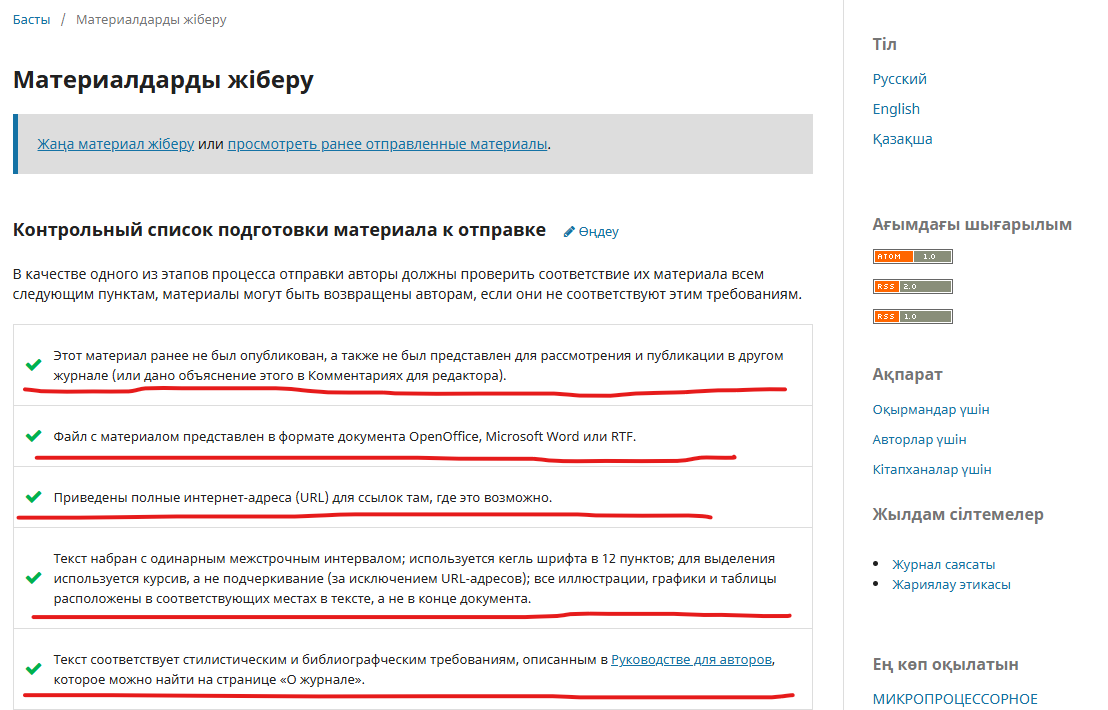 Басты / Материалдарды жіберу
Материалдарды жіберу
Жаңа материал жіберу или просмотреть ранее отправленные материалы.
Контрольный список подготовки материала к отправке Өңдеу
В качестве одного из этапов процесса отправки авторы должны проверить соответствие их материала всем
следующим пунктам, материалы могут быть возвращены авторам, если они не соответствуют этим требованиям.
Этот материал ранее не был опубликован, а также не был представлен для рассмотрения и публикации в другом
журнале (или дано объяснение этого в Комментариях для редактора).
Файл с материалом представлен в формате документа OpenOffice, Microsoft Word или RTF.
Приведены полные интернет-адреса (URL) для ссылок там, где это возможно.
Текст набран с одинарным межстрочным интервалом; используется кегль шрифта в 12 пунктов; для выделения
используется курсив, а не подчеркивание (за исключением URL-адресов); все иллюстрации, графики и таблицы
расположены в соответствующих местах в тексте, а не в конце документа.
Текст соответствует стилистическим и библиографческим требованиям, описанным в Руководстве для авторов,
которое можно найти на странице «О журнале».
Тіл
Русский
English
Қазақша
Ағымдағы шығарылым
ATOM 1.0
RSS 2.0
RSS 1.0
Ақпарат
Оқырмандар үшін
Авторлар үшін
Кітапханалар үшін
Жылдам сілтемелер
Журнал саясаты
Жариялау этикасы
Ең көп оқылатын
МИКРОПРОЦЕССОРНОЕ